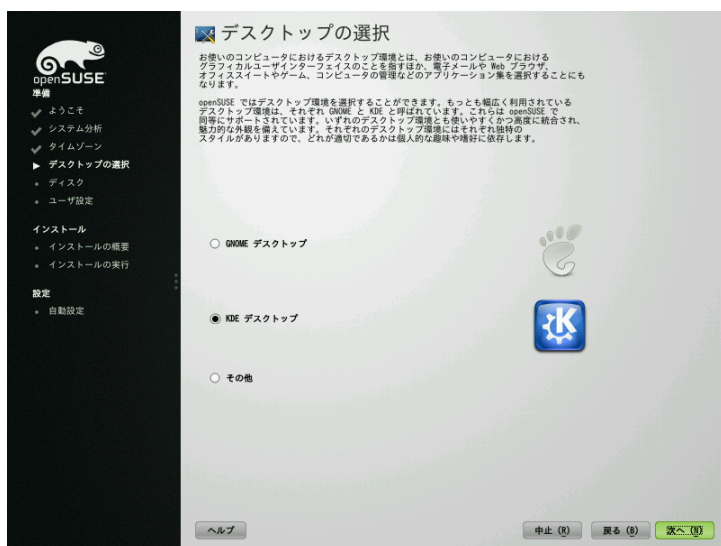 openSUSE
準備
ようこそ
システム分析
タイムゾーン
デスクトップの選択
ディスク
ユーザ設定
インストール
インストールの概要
インストールの実行
設定
自動設定
デスクトップの選択
お使いのコンピュータにおけるデスクトップ環境とは、お使いのコンピュータにおける
グラフィカルユーザインターフェイスのことを指すほか、電子メールや Web ブラウザ、
オフィススイートやゲーム、コンピュータの管理などのアプリケーション集を選択することにも
なります。
openSUSE ではデスクトップ環境を選択することができます。もっとも幅広く利用されている
デスクトップ環境は、それぞれ GNOME と KDE と呼ばれています。これらは openSUSE で
同等にサポートされています。いずれのデスクトップ環境とも使いやすくかつ高度に統合され、
魅力的な外観を備えています。それぞれのデスクトップ環境にはそれぞれ独特の
スタイルがありますので、どれが適切であるかは個人的な趣味や嗜好に依存します。
GNOME デスクトップ
KDE デスクトップ
その他
ヘルプ
中止 (R)
戻る (B)
次へ (N)